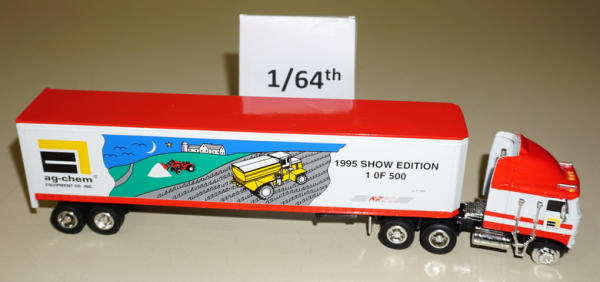 1/64th
ag-chem
EQUIPMENT CO. INC.
1995 SHOW EDITION
1 OF 500